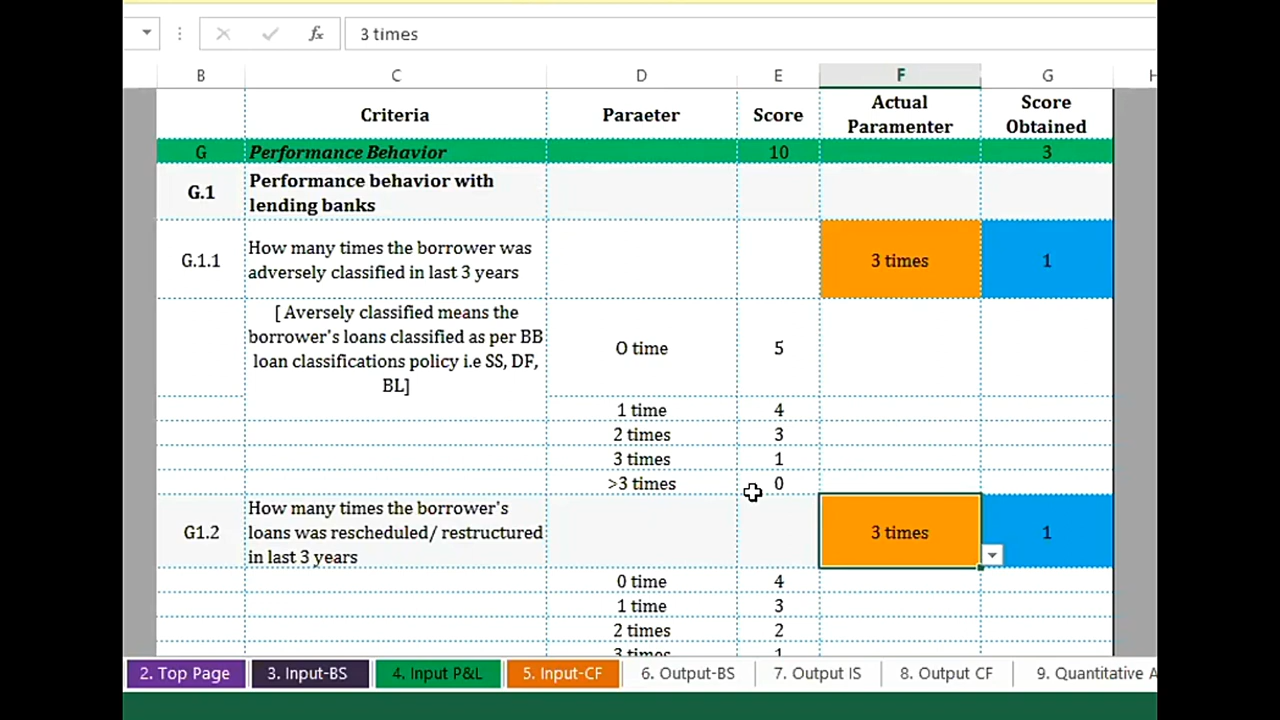 fx 3 times
B C D E F G H
Criteria Paraeter Score Actual Paramenter Score Obtained
G Performance Behavior 10 3
G.1 Performance behavior with
lending banks
G.1.1 How many times the borrower was
adversely classified in last 3 years 3 times 1
[ Aversely classified means the
borrower's loans classified as per BB
loan classifications policy i.e SS, DF,
BL] O time 5
1 time 4
2 times 3
3 times 1
>3 times 0
G1.2 How many times the borrower's
loans was rescheduled/ restructured
in last 3 years 3 times 1
0 time 4
1 time 3
2 times 2
3 times 1
2. Top Page 3. Input-BS 4. Input P&L 5. Input-CF 6. Output-BS 7. Output IS 8. Output CF 9. Quantitative A